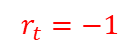 r_t = −1